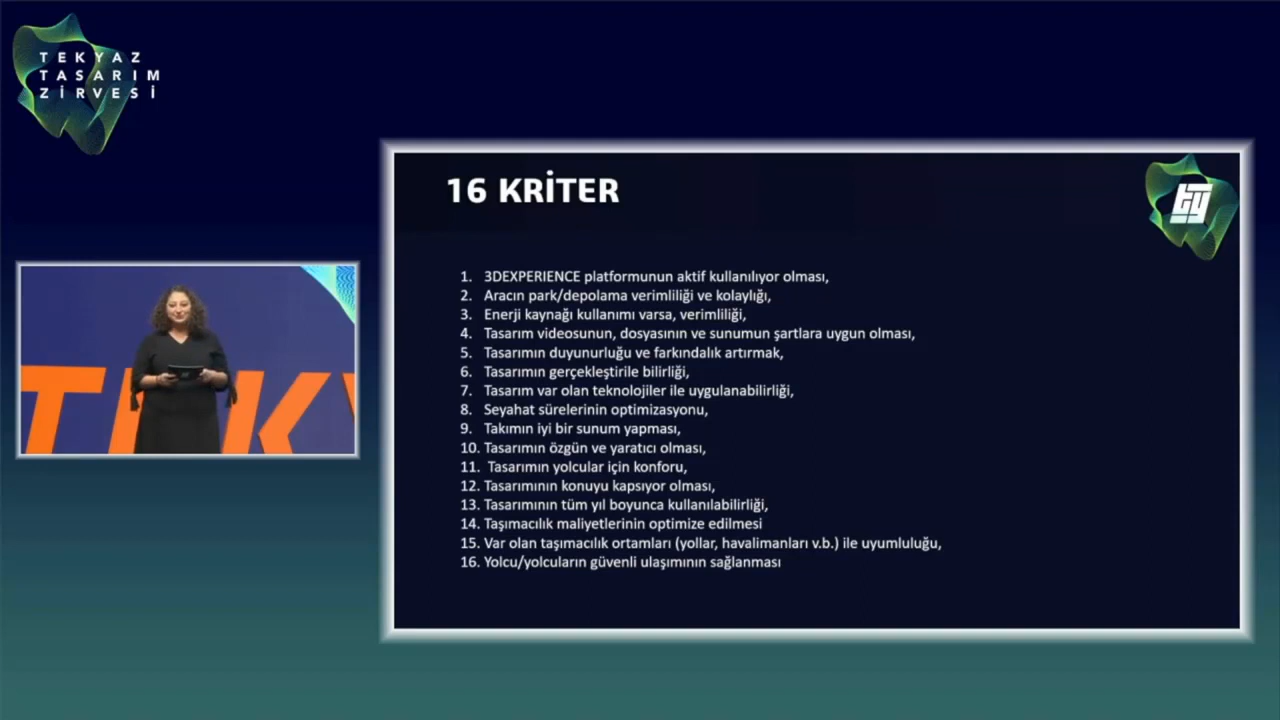 TEKYAZ
TASARIM
ZİRVESİ
16 KRİTER
ty
1. 3DEXPERIENCE platformunun aktif kullanılıyor olması,
2. Aracın park/depolama verimliliği ve kolaylığı,
3. Enerji kaynağı kullanımı varsa, verimliliği,
4. Tasarım videosunun, dosyasının ve sunumun şartlara uygun olması,
5. Tasarımın duyunurluğu ve farkındalık artırmak,
6. Tasarımın gerçekleştirile bilirliği,
7. Tasarım var olan teknolojiler ile uygulanabilirliği,
8. Seyahat sürelerinin optimizasyonu,
9. Takımın iyi bir sunum yapması,
10. Tasarımın özgün ve yaratıcı olması,
11. Tasarımın yolcular için konforu,
12. Tasarımının konuyu kapsıyor olması,
13. Tasarımının tüm yıl boyunca kullanılabilirliği,
14. Taşımacılık maliyetlerinin optimize edilmesi
15. Var olan taşımacılık ortamları (yollar, havalimanları v.b.) ile uyumluluğu,
16. Yolcu/yolcuların güvenli ulaşımının sağlanması